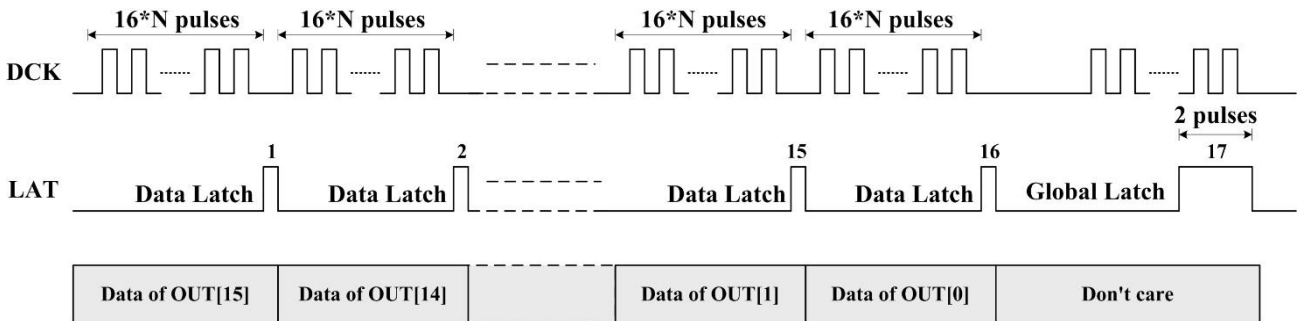 16*N pulses 16*N pulses 16*N pulses 16*N pulses
DCK
2 pulses
1 2 15 16 17
LAT Data Latch Data Latch Data Latch Data Latch Global Latch
Data of OUT[15] Data of OUT[14] Data of OUT[1] Data of OUT[0] Don't care